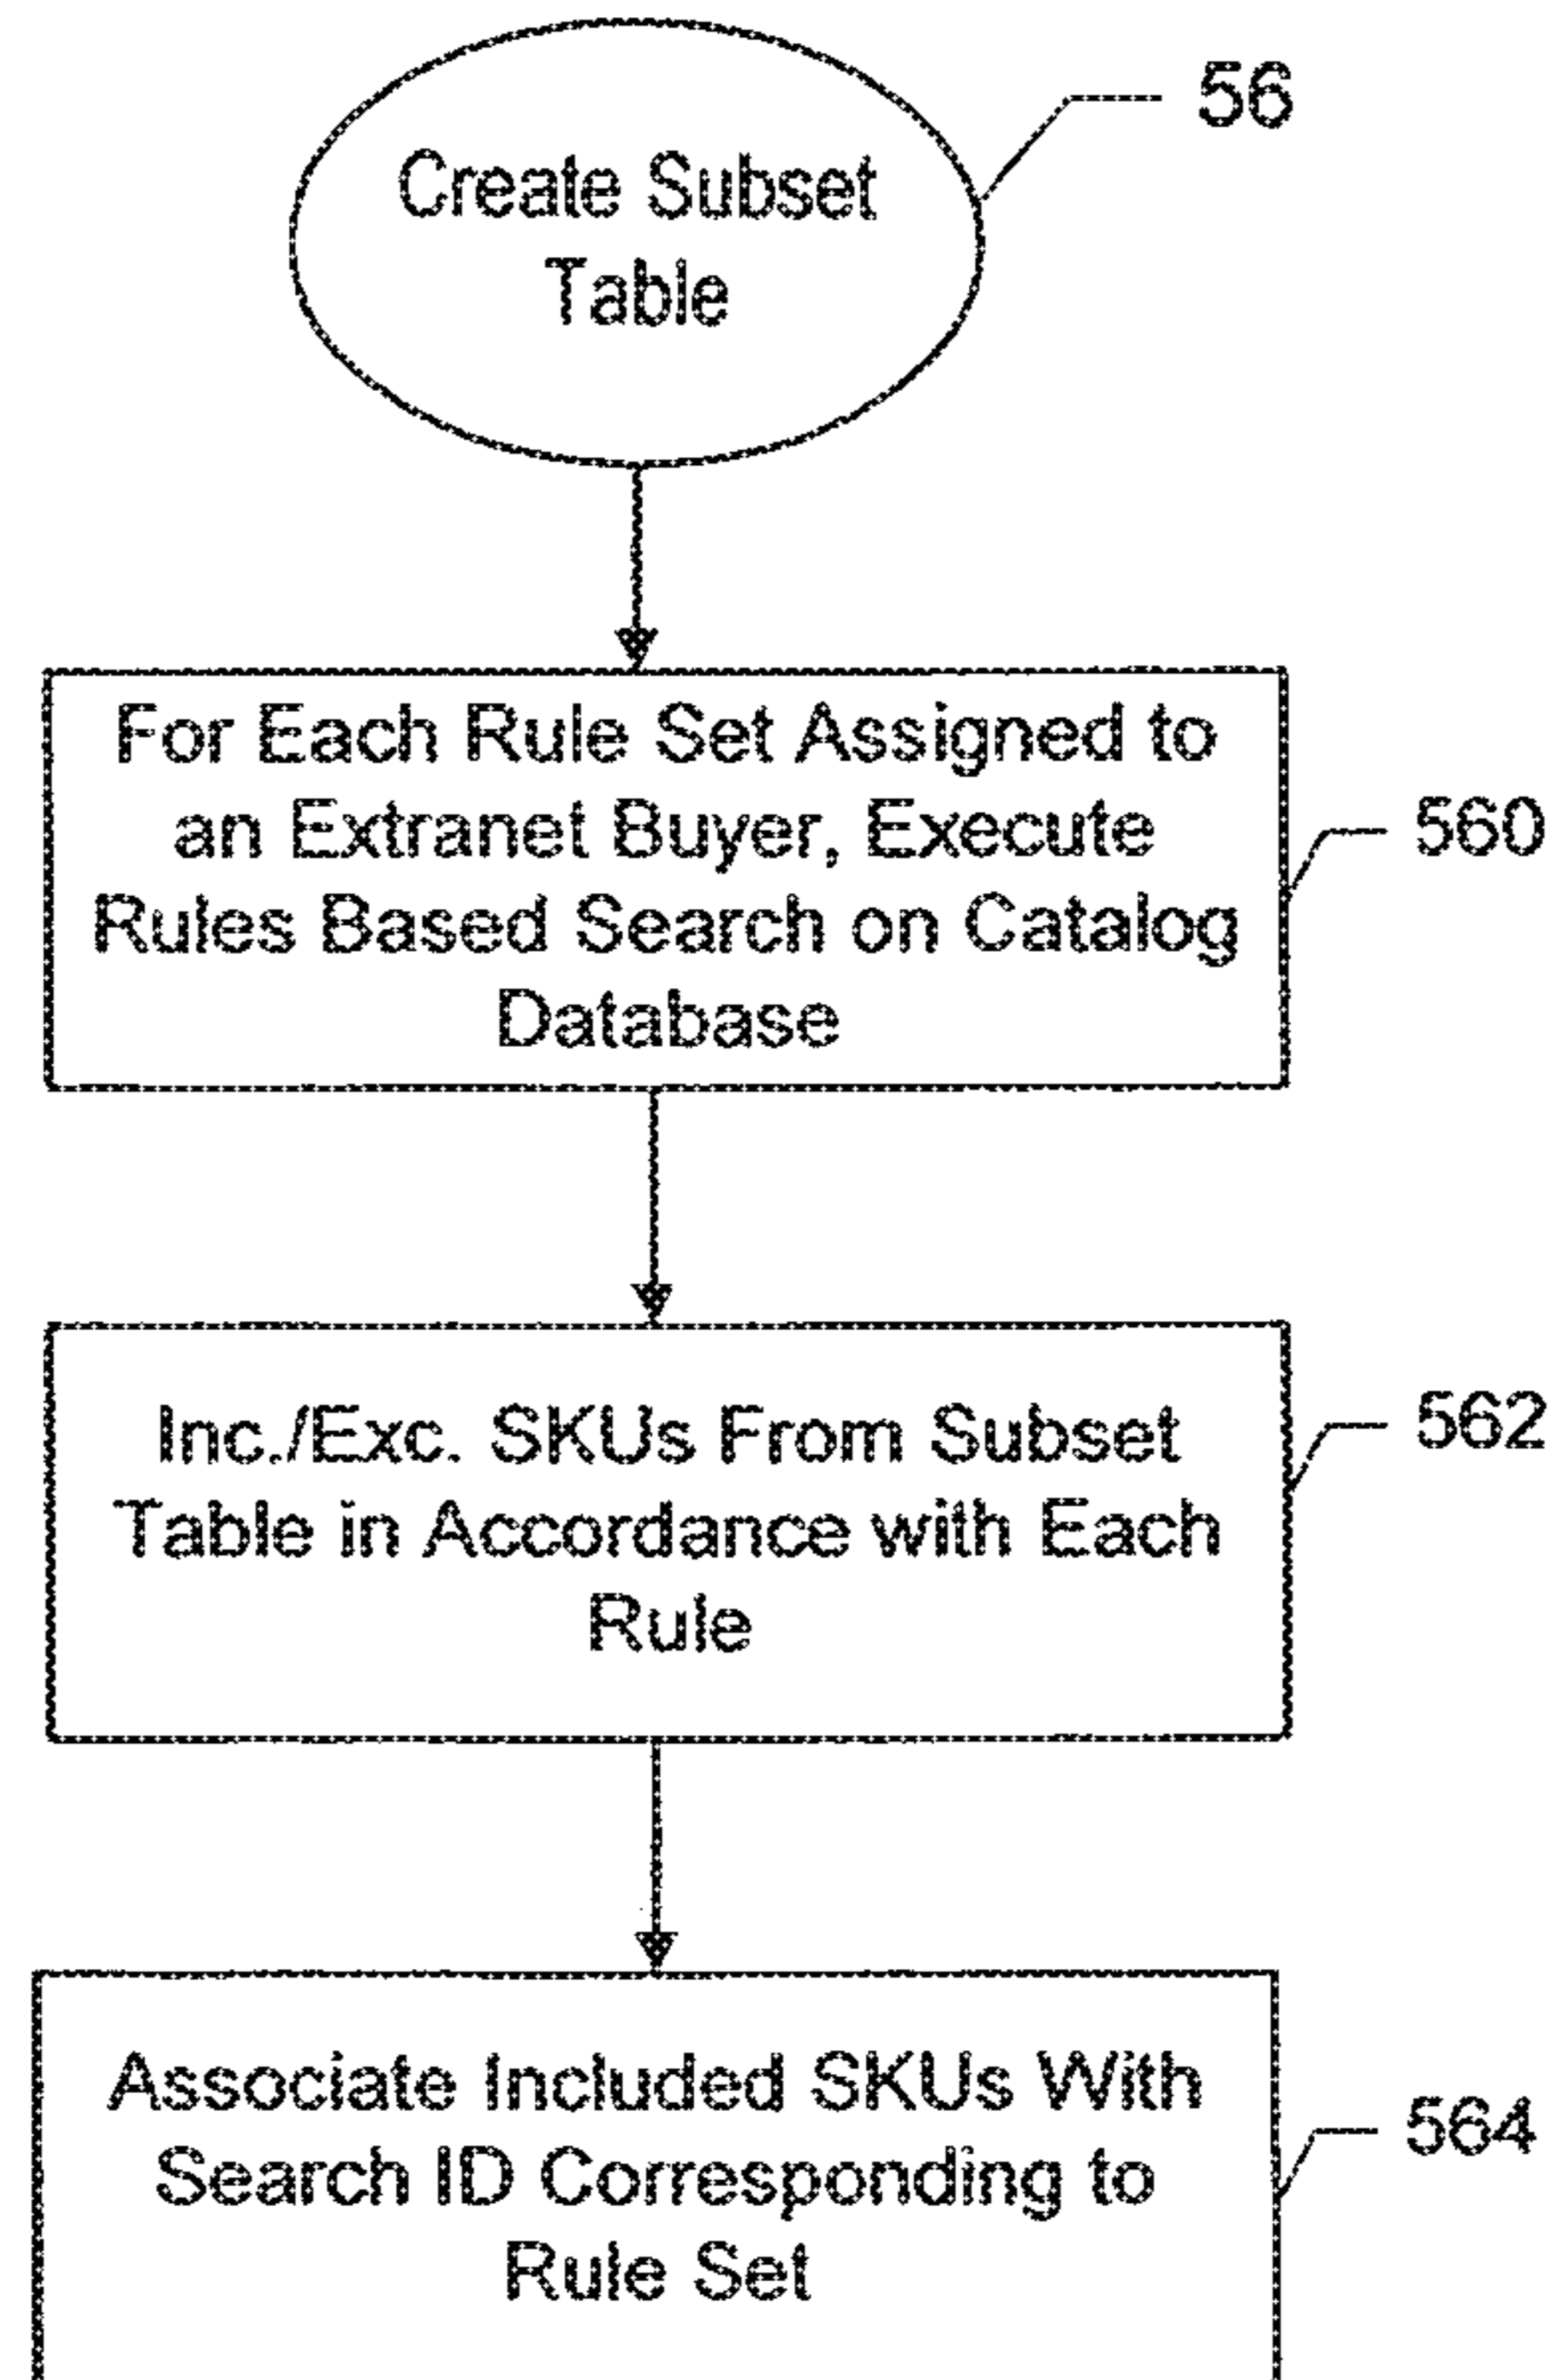 Create Subset
Table
56
For Each Rule Set Assigned to
an Extranet Buyer, Execute
Rules Based Search on Catalog
Database
560
Inc./Exc. SKUs From Subset
Table in Accordance with Each
Rule
562
Associate Included SKUs With
Search ID Corresponding to
Rule Set
564